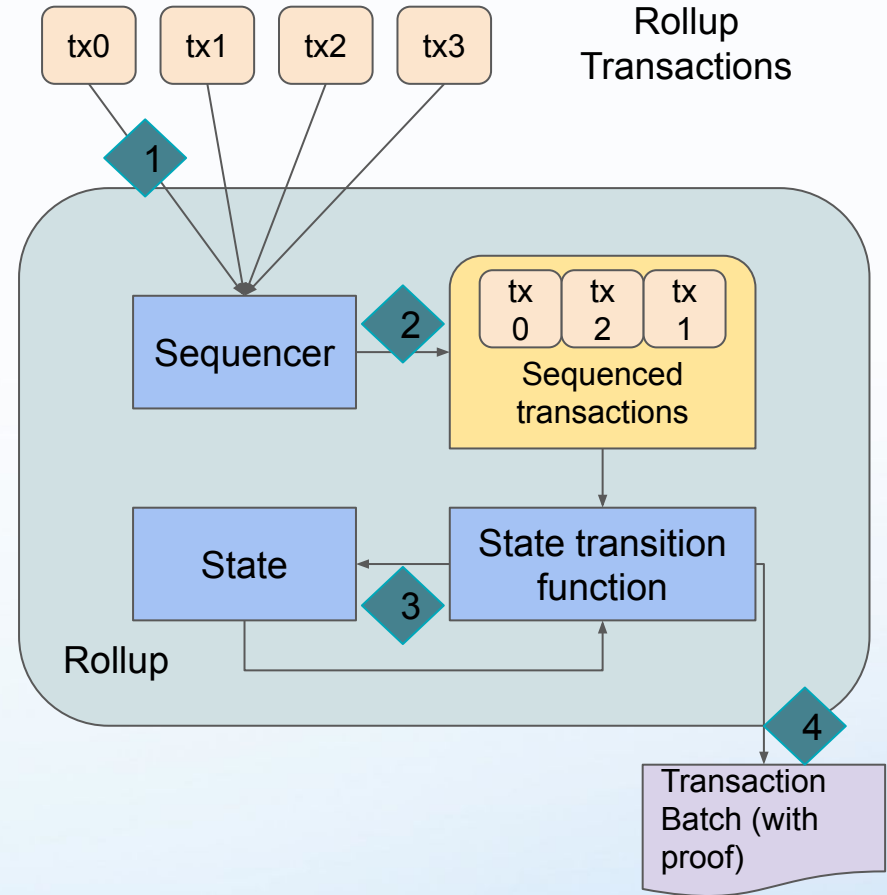 tx0
tx1
tx2
tx3
Rollup
Transactions
1
Sequencer
2
tx
0
tx
2
tx
1
Sequenced
transactions
State
3
State transition
function
Rollup
4
Transaction
Batch (with
proof)